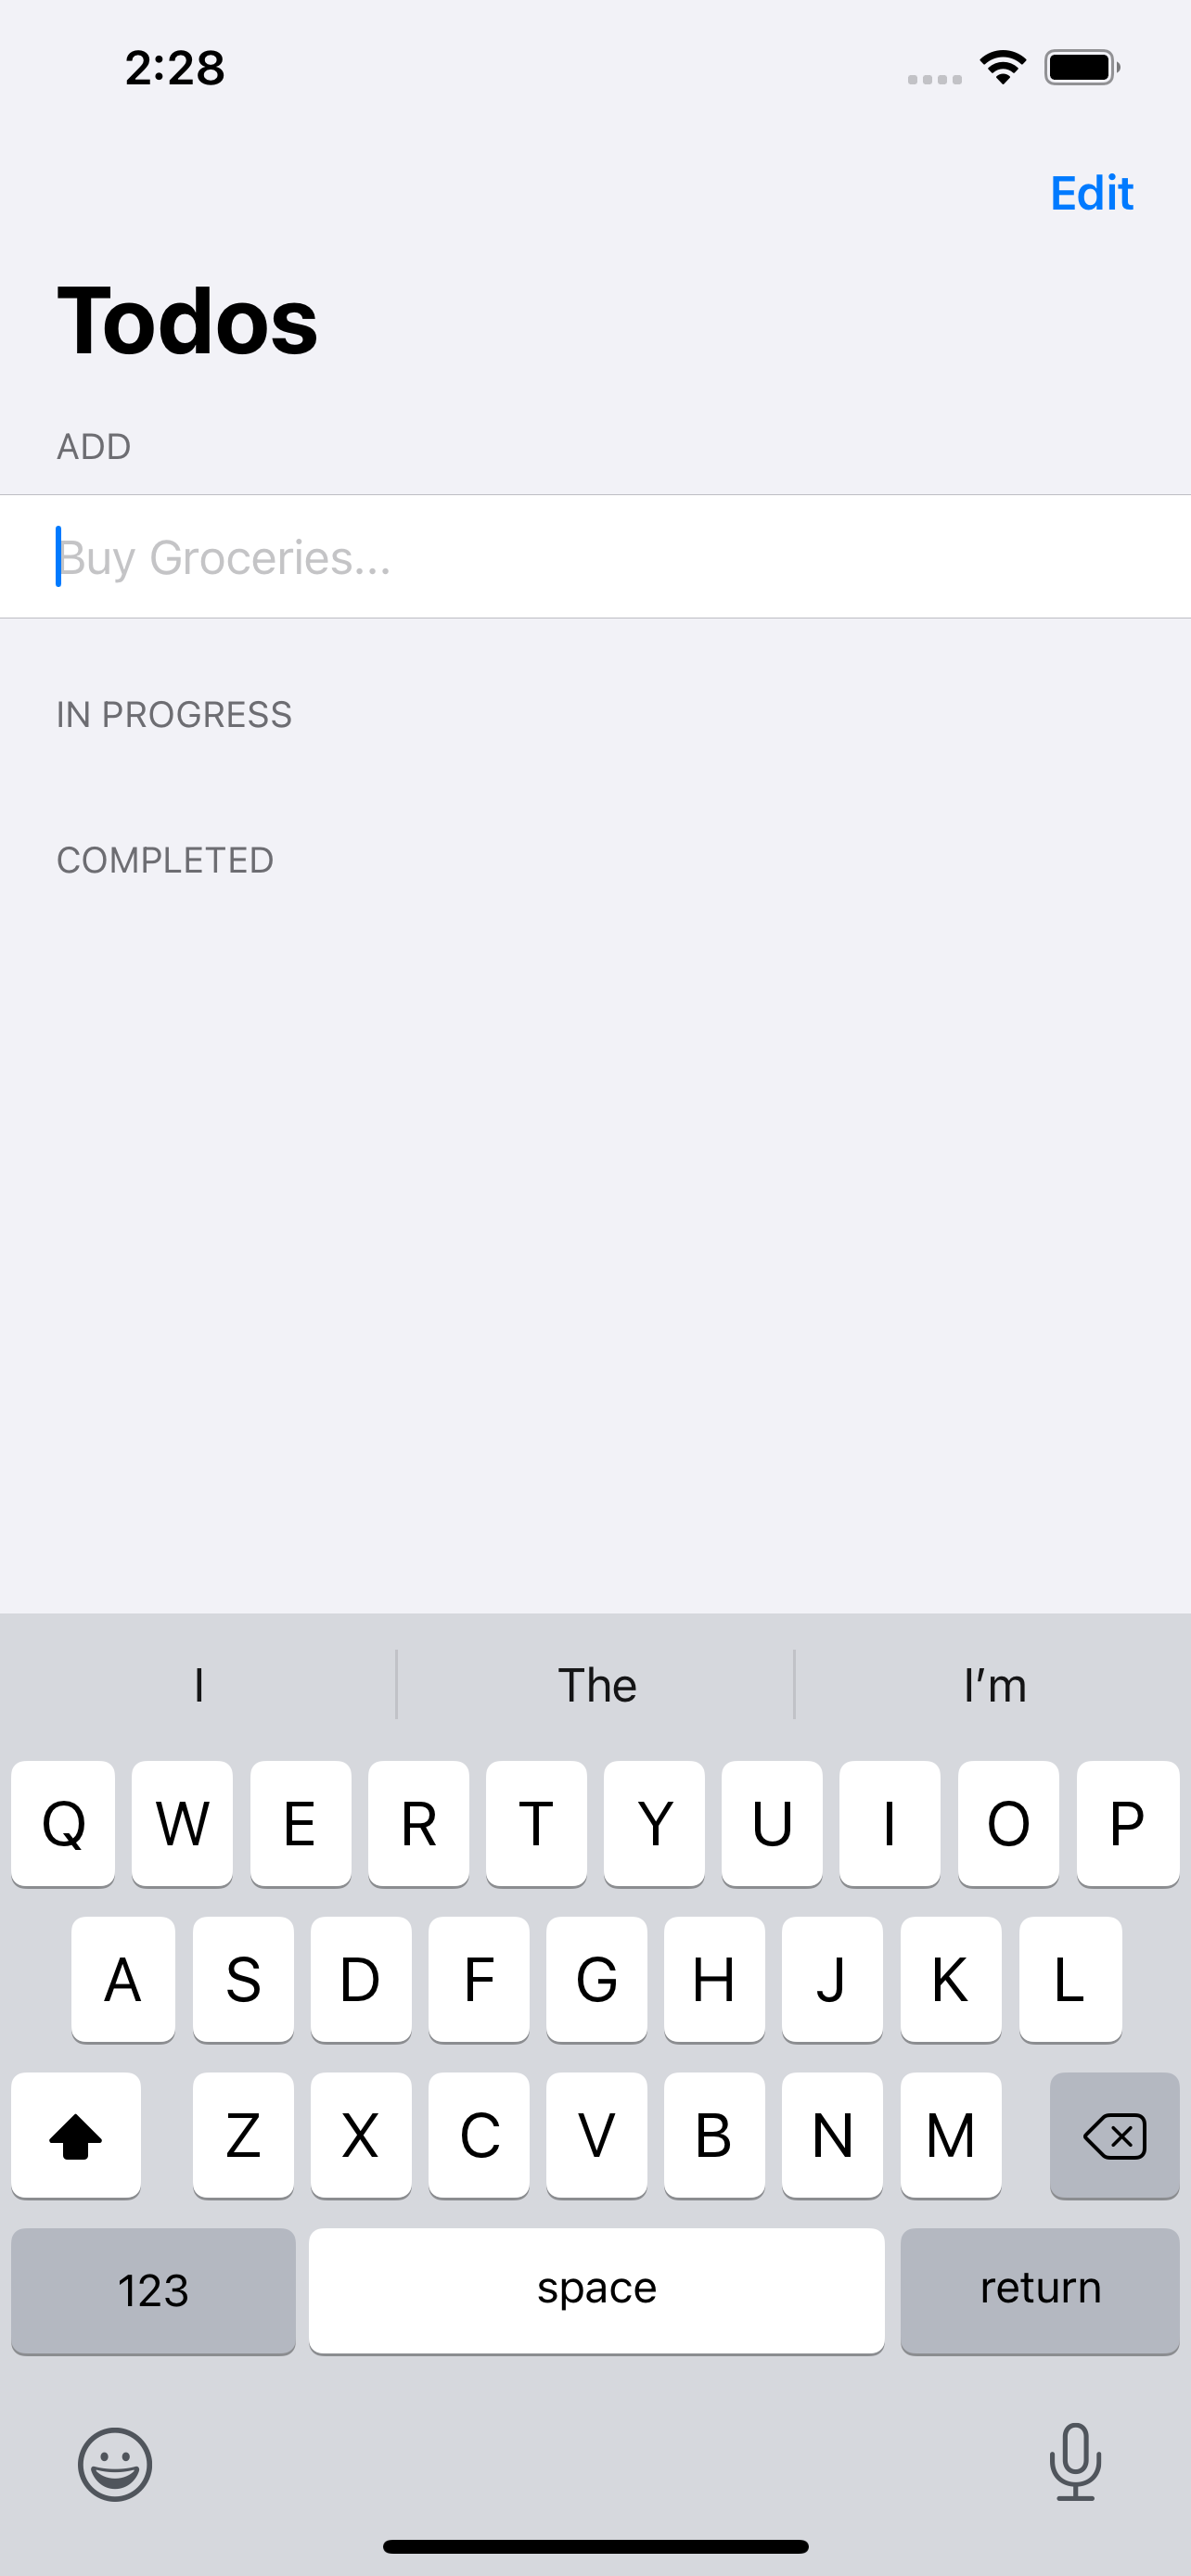 2:28
Edit
Todos
ADD
Buy Groceries...
IN PROGRESS
COMPLETED
I The I'm
Q W E R T Y U I O P
A S D F G H J K L
Z X C V B N M
123 space return